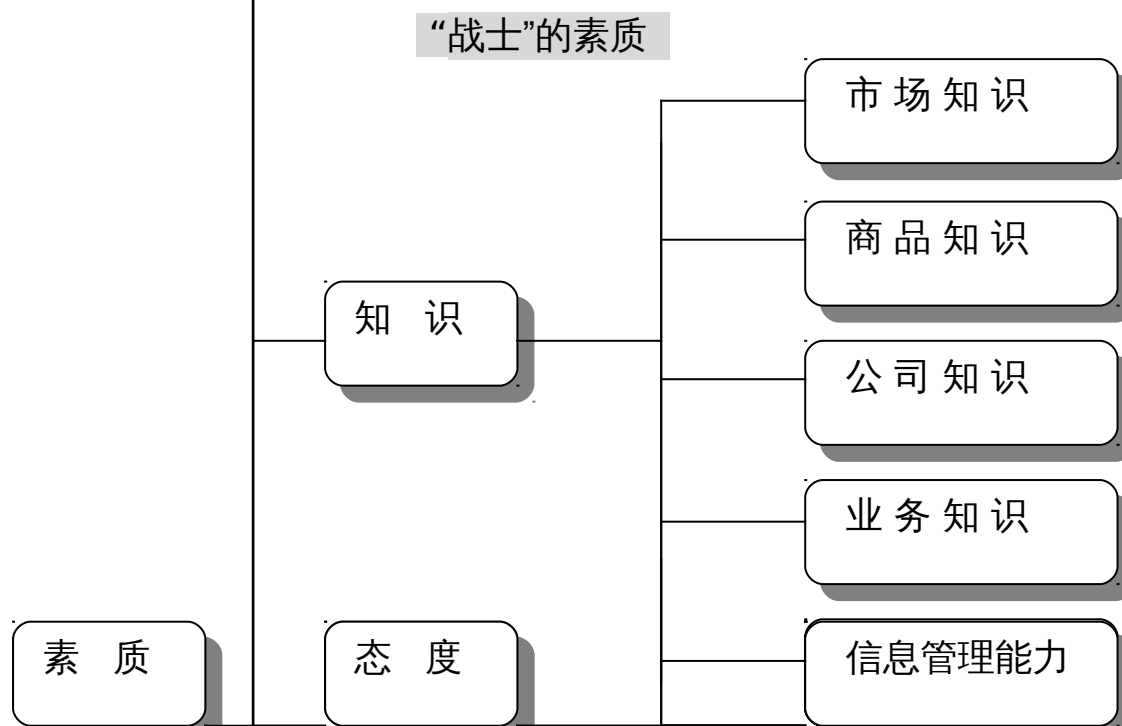 “战士”的素质
市 场 知 识
商 品 知 识
知 识
公 司 知 识
业 务 知 识
素 质
态 度
信息管理能力